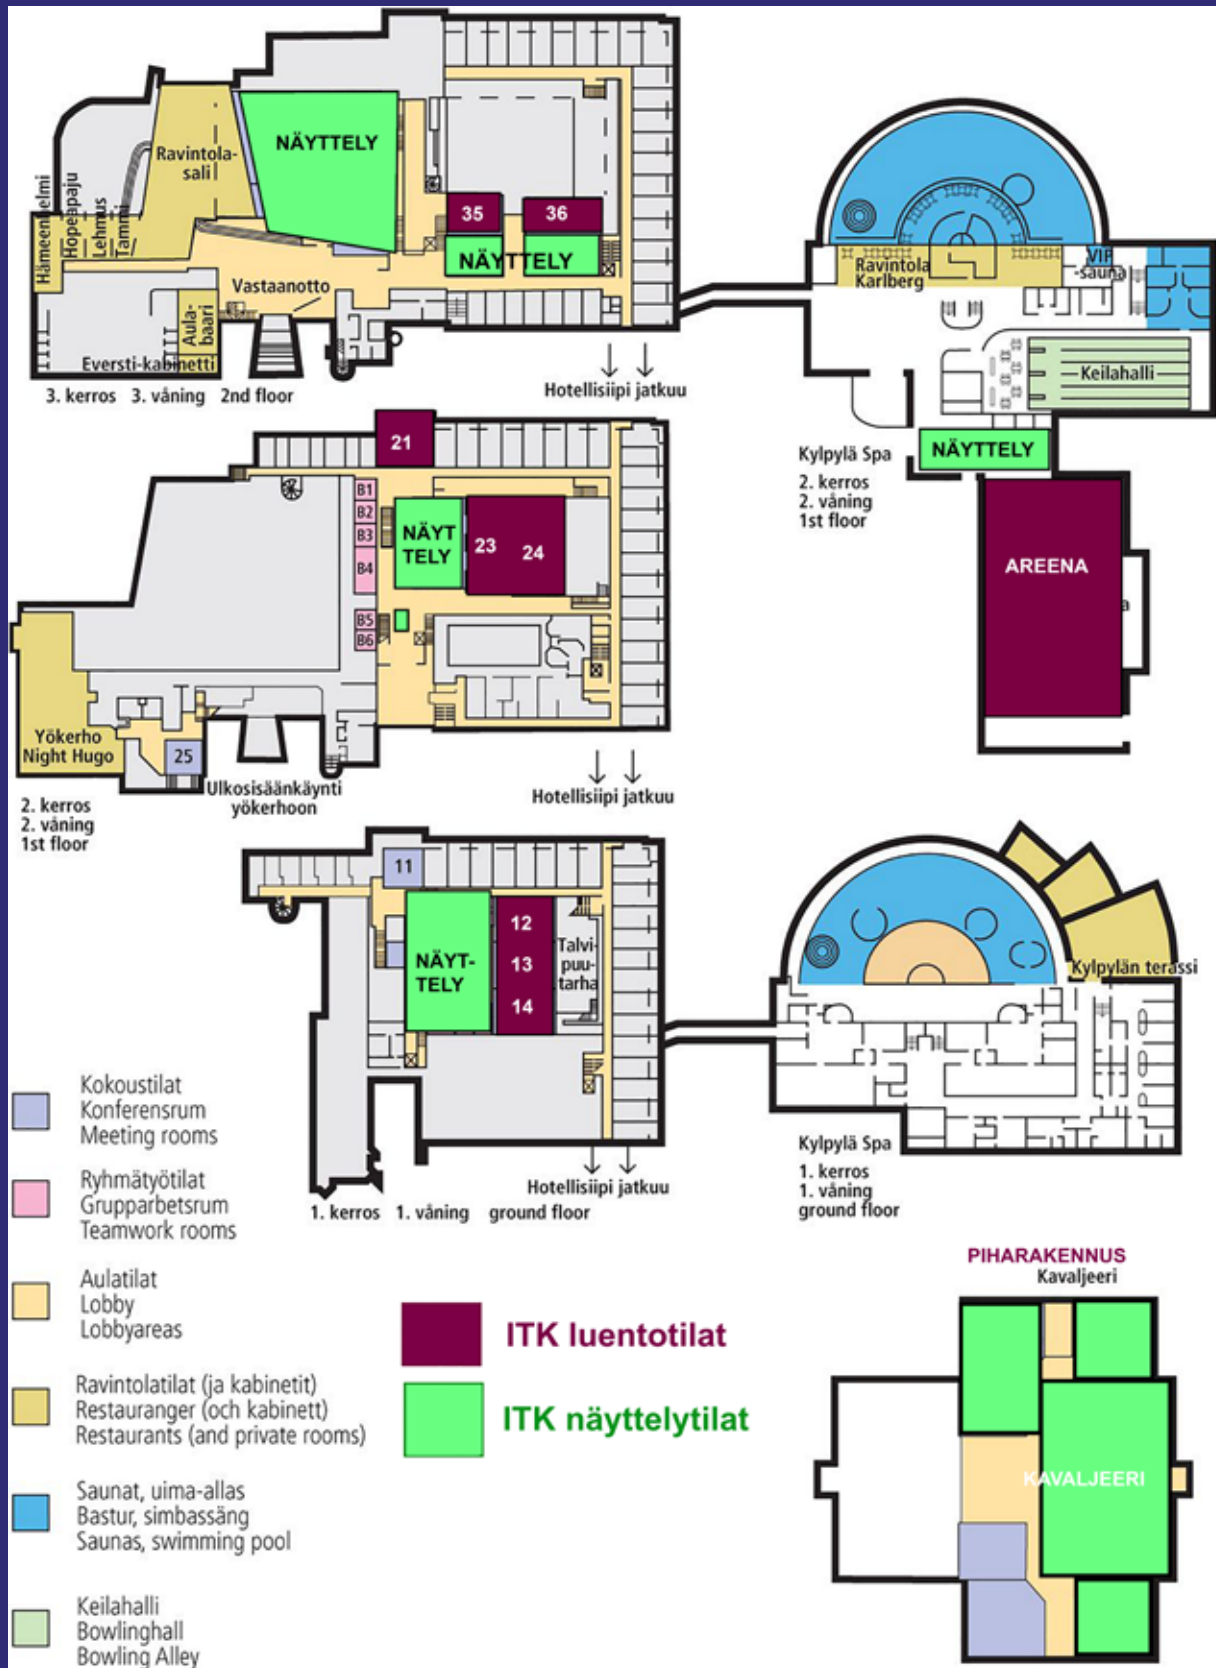 NÄYTTELY
Ravintola-
sali
Hämeenhelmi
Hopeapaju
Lehmus
Tammi
35
36
NÄYTTELY
Vastaanotto
Aula-
baari
Eversti-kabinetti
3. kerros 3. våning 2nd floor
Hotellisiipi jatkuu
VIP
-sauna
Ravintola
Karlberg
Keilahalli
NÄYTTELY
Kylpylä Spa
2. kerros
2. våning
1st floor
AREENA
21
B1
B2
B3
B4
B5
B6
NÄYT
TELY
23
24
Yökerho
Night Hugo
25
Ulkosisäänkäynti
yökerhoon
Hotellisiipi jatkuu
2. kerros
2. våning
1st floor
11
NÄYT-
TELY
12
13
14
Talvi-
puu-
tarha
Kylpylän terassi
Kylpylä Spa
1. kerros
1. våning
ground floor
Hotellisiipi jatkuu
1. kerros 1. våning ground floor
Kokoustilat
Konferensrum
Meeting rooms
Ryhmätyötilat
Grupparbetsrum
Teamwork rooms
Aulatilat
Lobby
Lobbyareas
Ravintolatilat (ja kabinetit)
Restauranger (och kabinett)
Restaurants (and private rooms)
Saunat, uima-allas
Bastur, simbassäng
Saunas, swimming pool
Keilahalli
Bowlinghall
Bowling Alley
ITK luentotilat
ITK näyttelytilat
PIHARAKENNUS
Kavaljeeri
KAVALJEERI